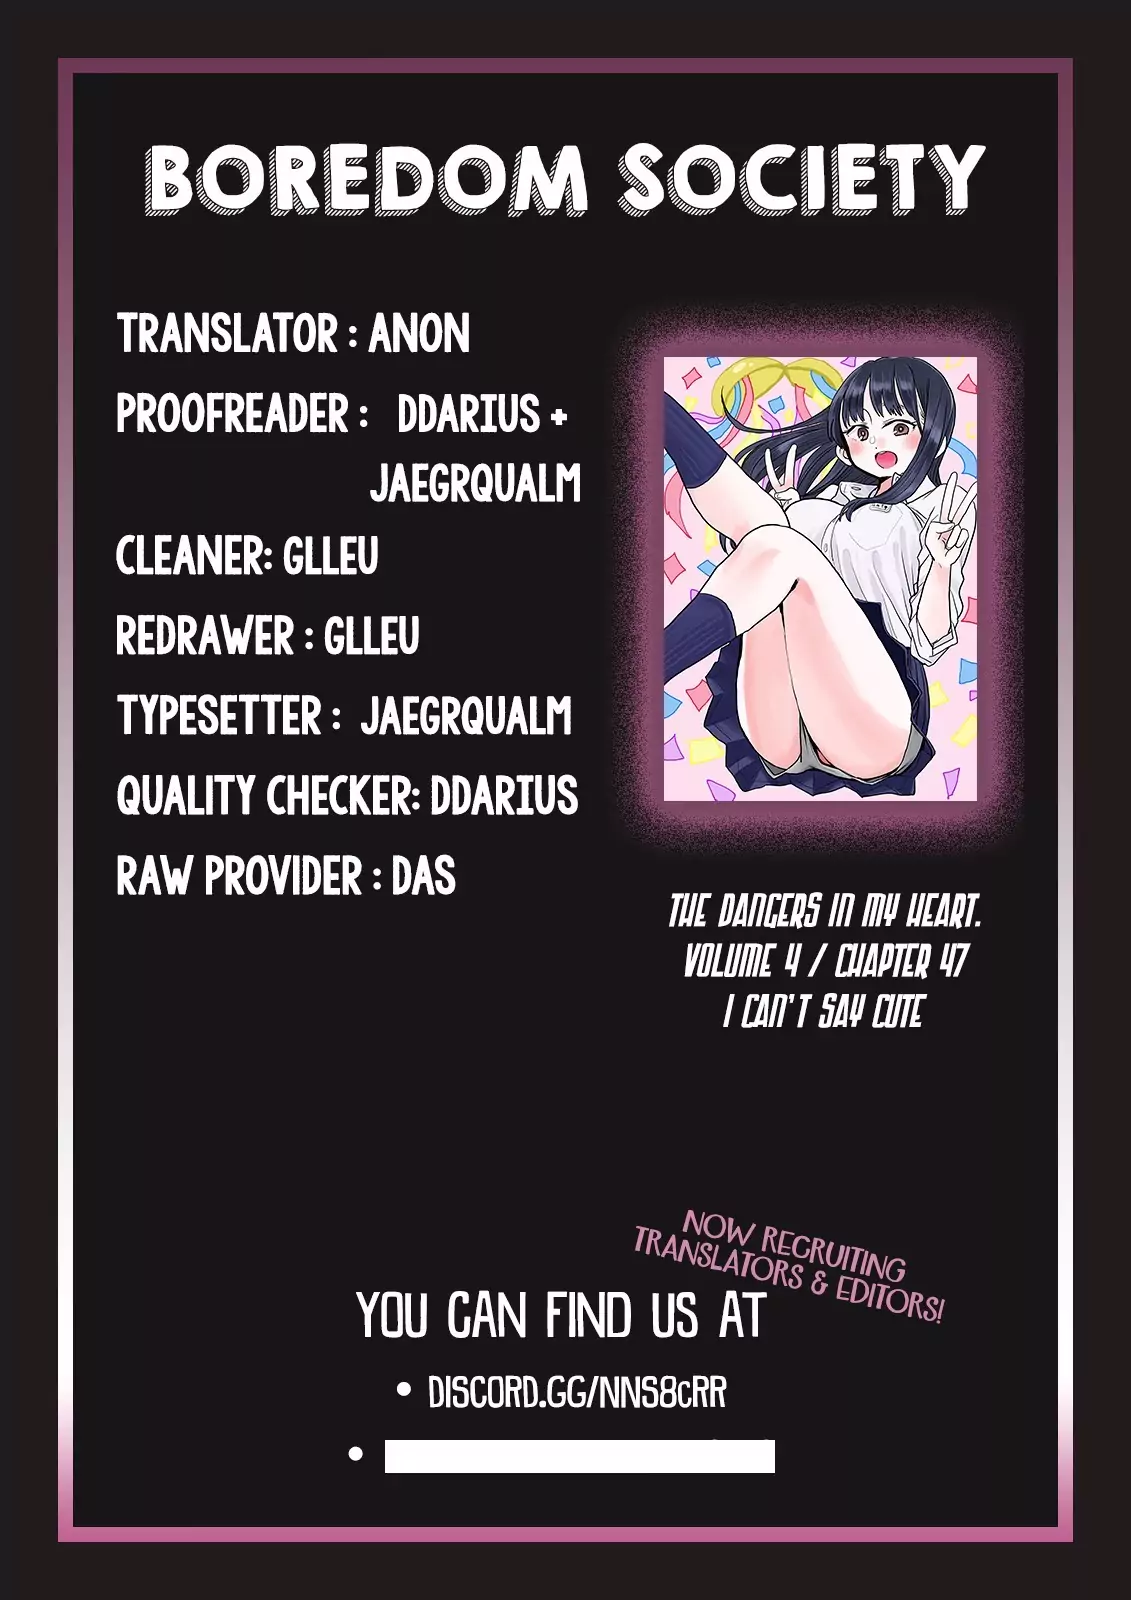 BOREDOM SOCIETY
TRANSLATOR : ANON
PROOFREADER : DDARIUS +
JAEGRQUALM
CLEANER: GLLEU
REDRAWER : GLLEU
TYPESETTER : JAEGRQUALM
QUALITY CHECKER: DDARIUS
RAW PROVIDER : DAS
THE DANGERS IN MY HEART.
VOLUME 4 / CHAPTER 47
I CAN'T SAY CUTE
NOW RECRUITING
TRANSLATORS & EDITORS!
YOU CAN FIND US AT
• DISCORD.GG/NNS8cRR